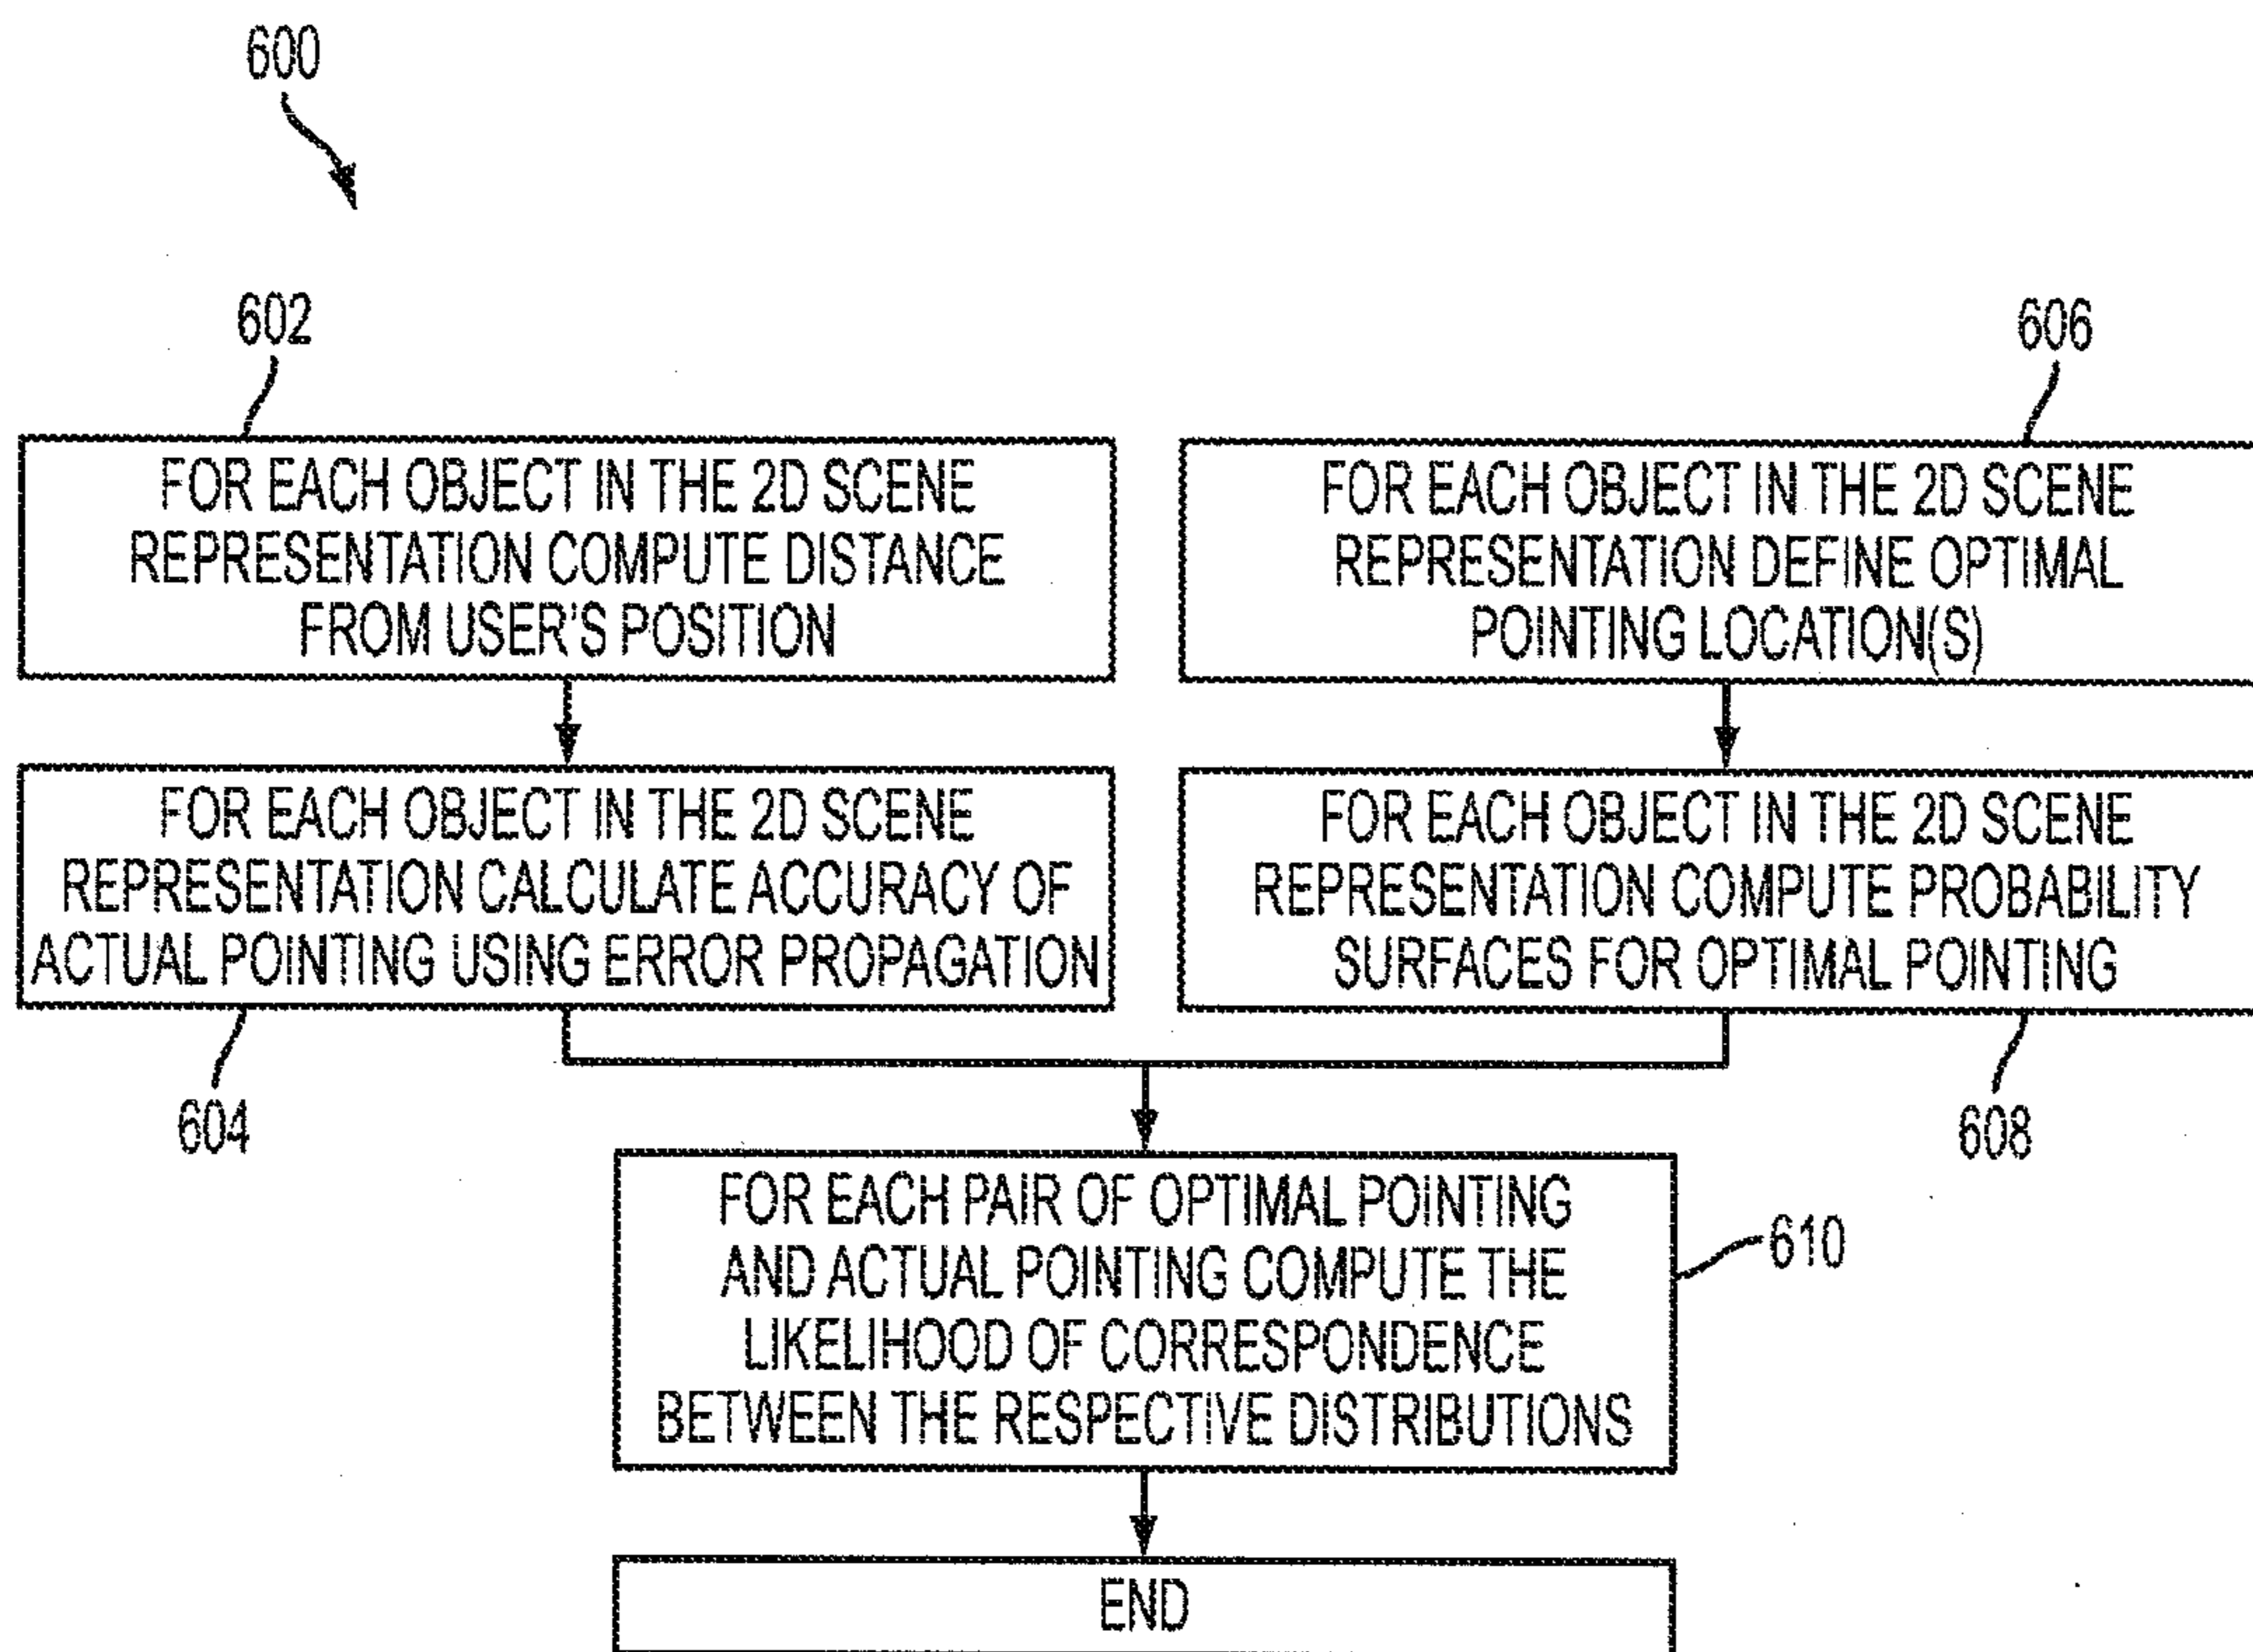 600
602
606
FOR EACH OBJECT IN THE 2D SCENE
REPRESENTATION COMPUTE DISTANCE
FROM USER'S POSITION
FOR EACH OBJECT IN THE 2D SCENE
REPRESENTATION DEFINE OPTIMAL
POINTING LOCATION(S)
FOR EACH OBJECT IN THE 2D SCENE
REPRESENTATION CALCULATE ACCURACY OF
ACTUAL POINTING USING ERROR PROPAGATION
FOR EACH OBJECT IN THE 2D SCENE
REPRESENTATION COMPUTE PROBABILITY
SURFACES FOR OPTIMAL POINTING
604
608
FOR EACH PAIR OF OPTIMAL POINTING
AND ACTUAL POINTING COMPUTE THE
LIKELIHOOD OF CORRESPONDENCE
BETWEEN THE RESPECTIVE DISTRIBUTIONS
610
END